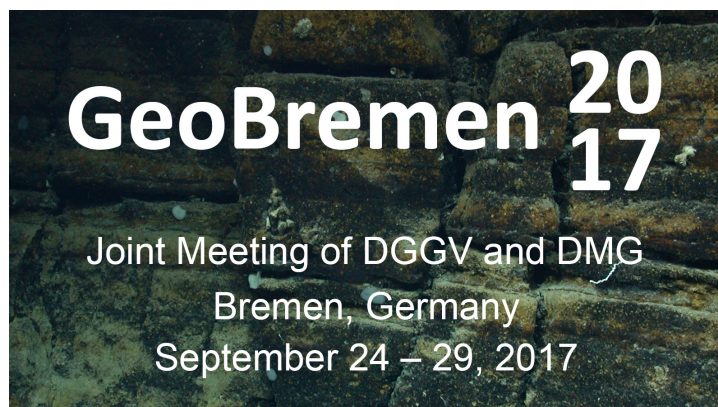 GeoBremen 20
17
Joint Meeting of DGGV and DMG
Bremen, Germany
September 24 – 29, 2017